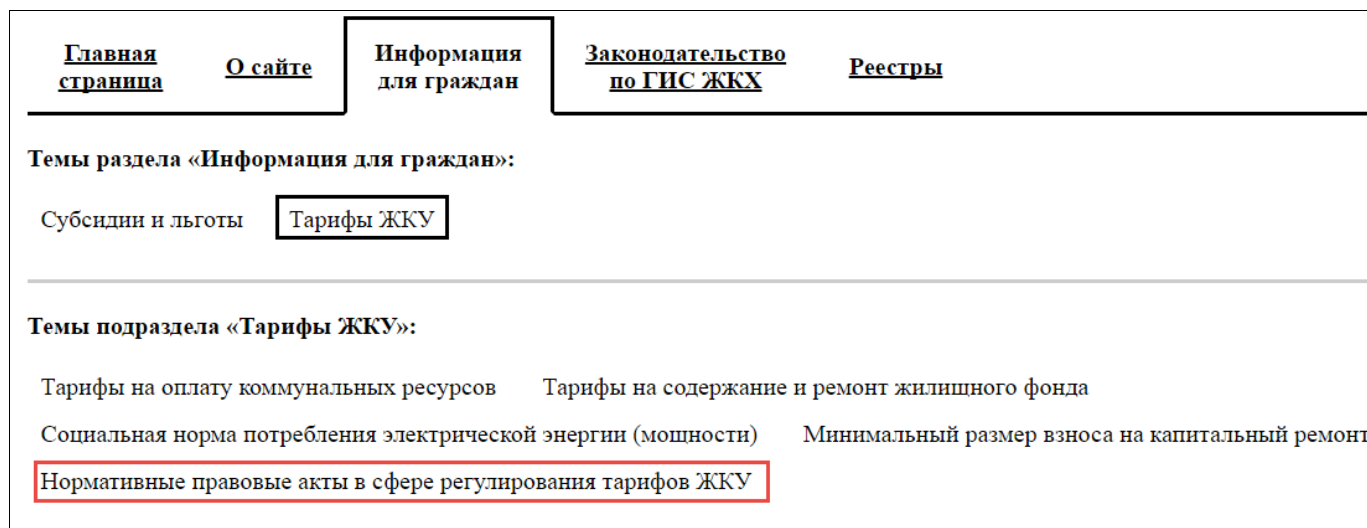 Главная страница
О сайте
Информация для граждан
Законодательство по ГИС ЖКХ
Реестры
Темы раздела «Информация для граждан»:
Субсидии и льготы Тарифы ЖКУ
Темы подраздела «Тарифы ЖКУ»:
Тарифы на оплату коммунальных ресурсов Тарифы на содержание и ремонт жилищного фонда
Социальная норма потребления электрической энергии (мощности) Минимальный размер взноса на капитальный ремонт
Нормативные правовые акты в сфере регулирования тарифов ЖКУ